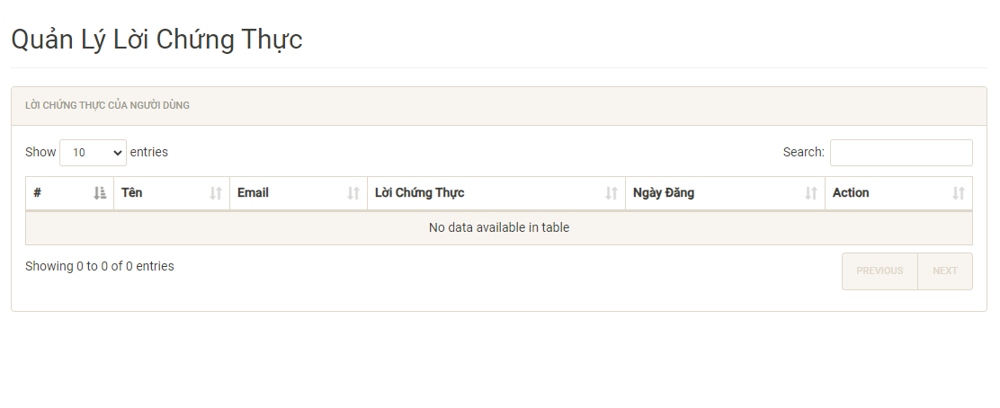 Quản Lý Lời Chứng Thực
LỜI CHỨNG THỰC CỦA NGƯỜI DÙNG
Show 10 entries Search:
# Tên Email Lời Chứng Thực Ngày Đăng Action
No data available in table
Showing 0 to 0 of 0 entries PREVIOUS NEXT